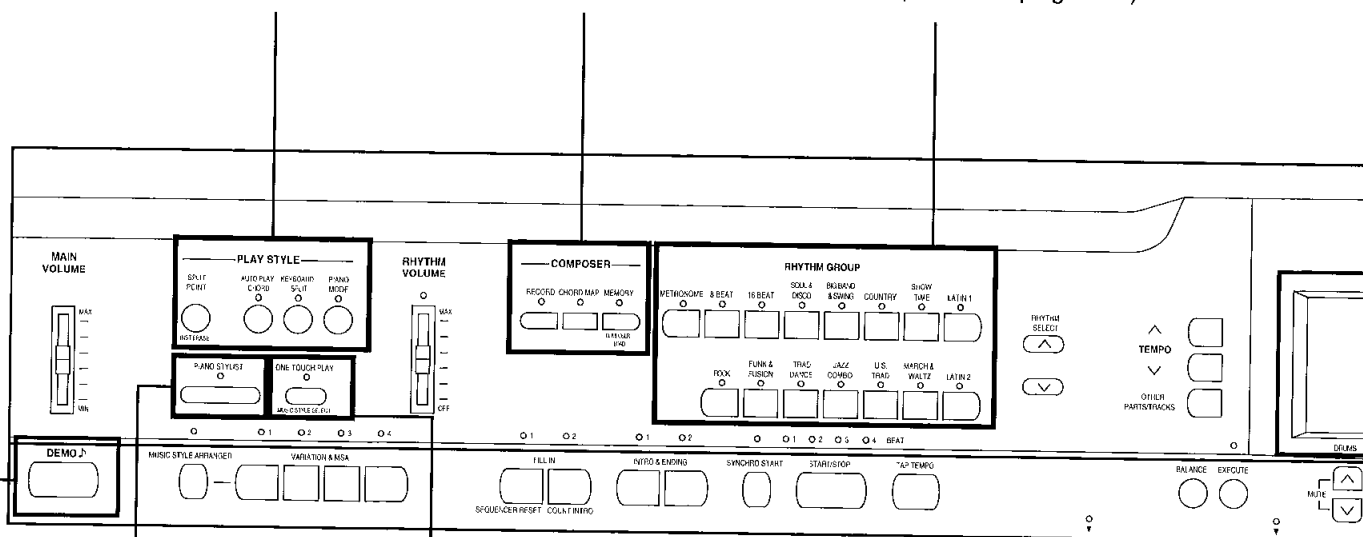 MAIN
VOLUME
MAX
MIN
PLAY STYLE
SPLIT
POINT
AUTO PLAY
CHORD
KEYBOARD
SPLIT
PIANO
MODE
PIANO STYLIST
ONE TOUCH PLAY
MUSIC STYLE SELECT
RHYTHM
VOLUME
MAX
OFF
COMPOSER
RECORD
CHORD MAP
MEMORY
RHYTHM GROUP
METRONOME
8 BEAT
16 BEAT
SOUL &
DISCO
BIG BAND
& SWING
COUNTRY
SHOW
TIME
LATIN 1
ROCK
FUNK &
FUSION
TRAD
DANCE
JAZZ
COMBO
U.S.
TRAD
MARCH &
WALTZ
LATIN 2
RHYTHM
SELECT
TEMPO
OTHER
PARTS/TRACKS
DRUMS
DEMO ♪
MUSIC STYLE ARRANGER
1 2 3 4
VARIATION & MSA
1 2
FILL IN
SEQUENCER RESET COUNT INTRO
1 2
INTRO & ENDING
SYNCHRO START
1 2 3 4 BEAT
START/STOP
TAP TEMPO
BALANCE EXECUTE
MUTE